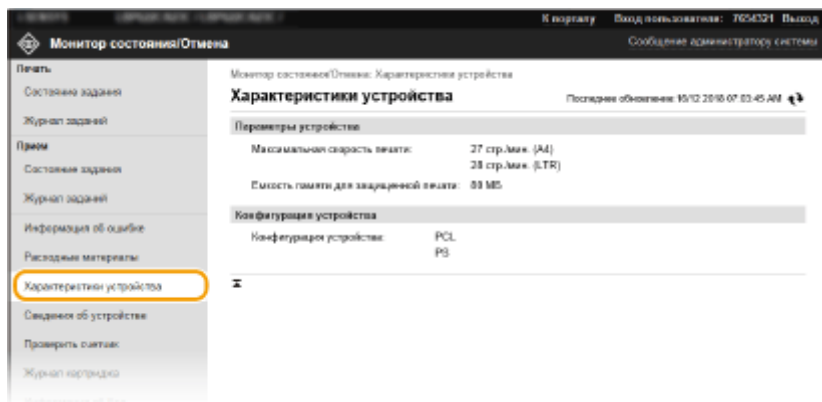 К порталу Вход пользователя: 7654321 Выход
Монитор состояния/Отмена
Сообщение администратору системы
Печать
Состояние задания
Журнал заданий
Прием
Состояние задания
Журнал заданий
Информация об ошибке
Расходные материалы
Характеристики устройства
Сведения об устройстве
Проверить счетчик
Журнал картриджа
Монитор состояния/Отмена: Характеристики устройства
Характеристики устройства
Последнее обновление: 16/12 2016 07:03:45 AM
Параметры устройства
Максимальная скорость печати: 27 стр./мин. (A4)
28 стр./мин. (LTR)
Емкость памяти для защищенной печати: 80 МБ
Конфигурация устройства
Конфигурация устройства: PCL
PS